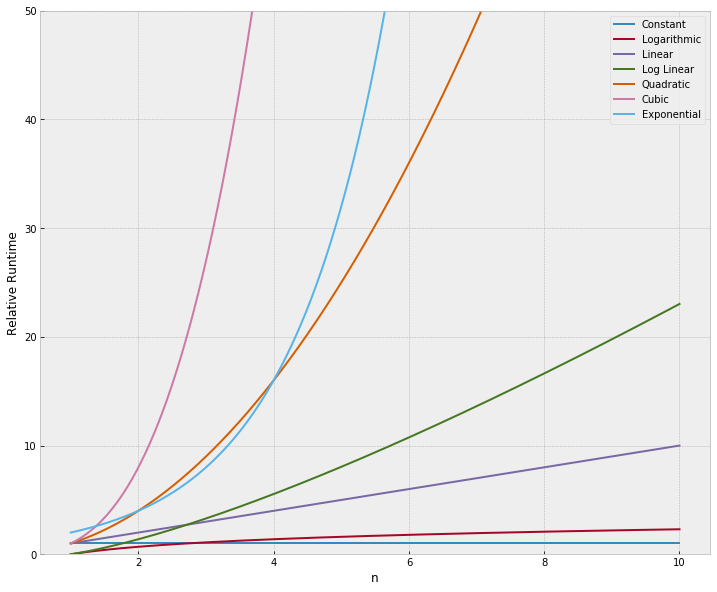 50
40
30
20
10
0
Relative Runtime
2
4
6
8
10
n
Constant
Logarithmic
Linear
Log Linear
Quadratic
Cubic
Exponential